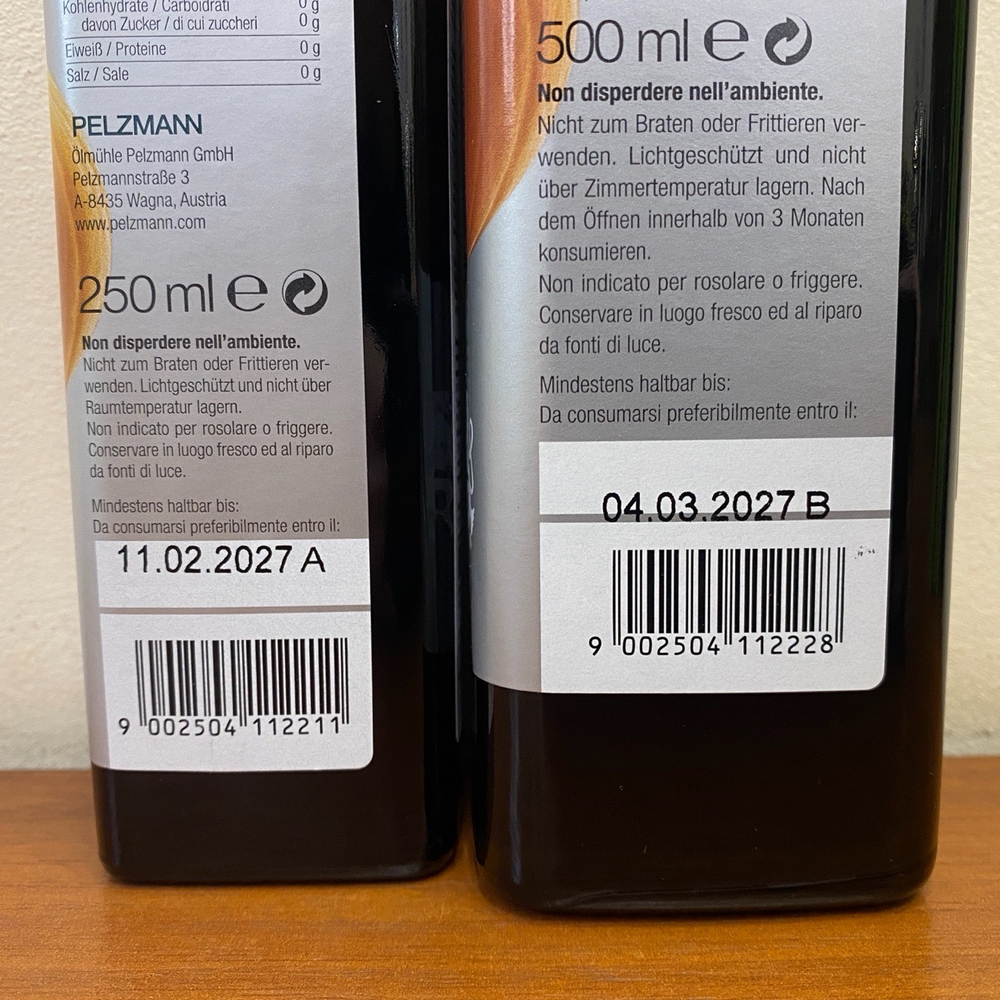 Kohlenhydrate / Carboidrati 0 g
davon Zucker / di cui zuccheri 0 g
Eiweiß / Proteine 0 g
Salz / Sale 0 g
PELZMANN
Ölmühle Pelzmann GmbH
Pelzmannstraße 3
A-8435 Wagna, Austria
www.pelzmann.com
250 ml e
Non disperdere nell'ambiente.
Nicht zum Braten oder Frittieren ver-
wenden. Lichtgeschützt und nicht über
Raumtemperatur lagern.
Non indicato per rosolare o friggere.
Conservare in luogo fresco ed al riparo
da fonti di luce.
Mindestens haltbar bis:
Da consumarsi preferibilmente entro il:
11.02.2027 A
9 002504 112211
500 ml e
Non disperdere nell'ambiente.
Nicht zum Braten oder Frittieren ver-
wenden. Lichtgeschützt und nicht
über Zimmertemperatur lagern. Nach
dem Öffnen innerhalb von 3 Monaten
konsumieren.
Non indicato per rosolare o friggere.
Conservare in luogo fresco ed al riparo
da fonti di luce.
Mindestens haltbar bis:
Da consumarsi preferibilmente entro il:
04.03.2027 B
9 002504 112228